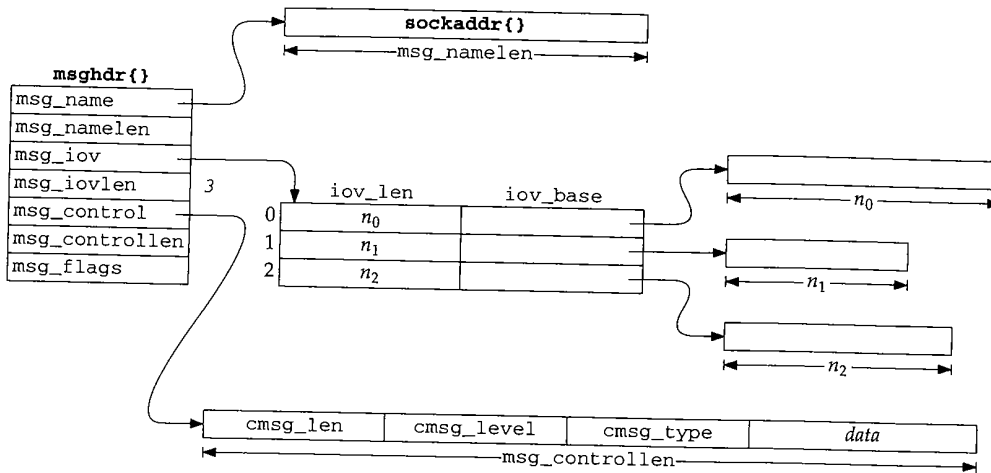 sockaddr{}
msg_namelen
msghdr{}
msg_name
msg_namelen
msg_iov
msg_iovlen 3
msg_control
msg_controllen
msg_flags
iov_len iov_base
0 n₀
1 n₁
2 n₂
n₀
n₁
n₂
cmsg_len cmsg_level cmsg_type data
msg_controllen